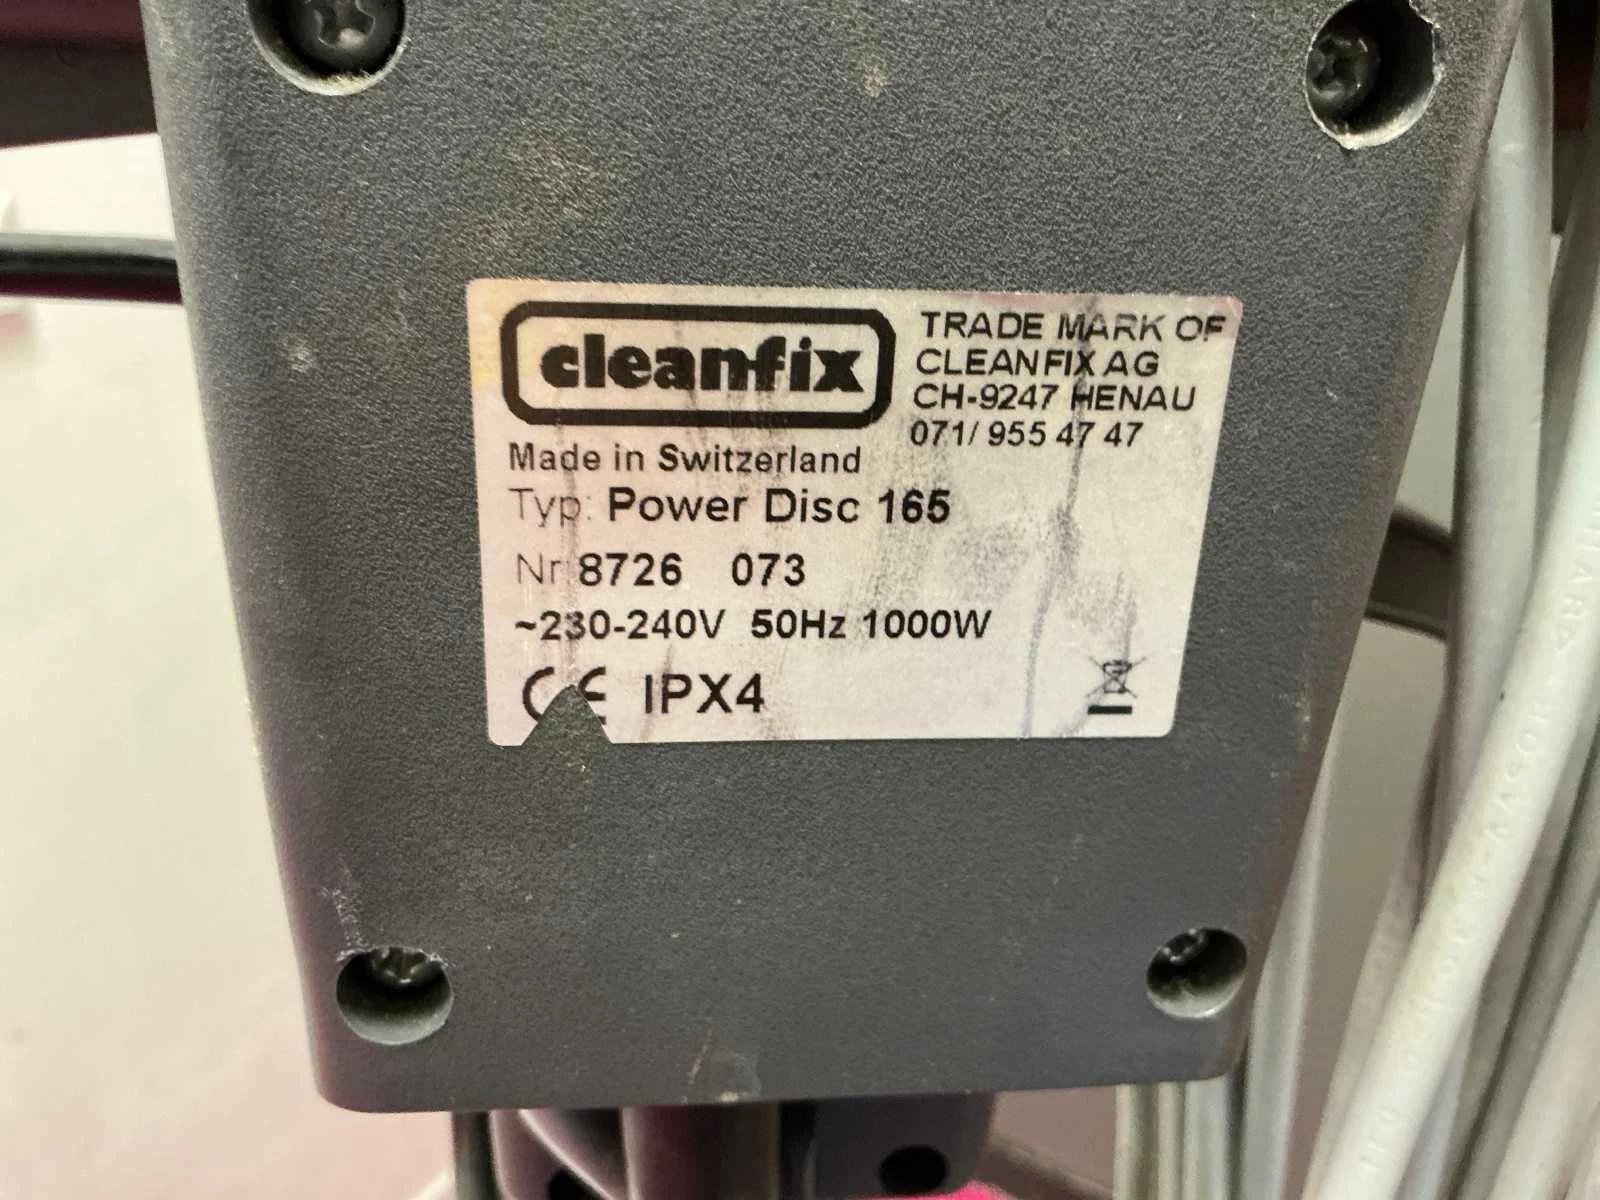 cleanfix
TRADE MARK OF
CLEANFIX AG
CH-9247 HENAU
071/ 955 47 47
Made in Switzerland
Typ: Power Disc 165
Nr 8726 073
~230-240V 50Hz 1000W
CE IPX4